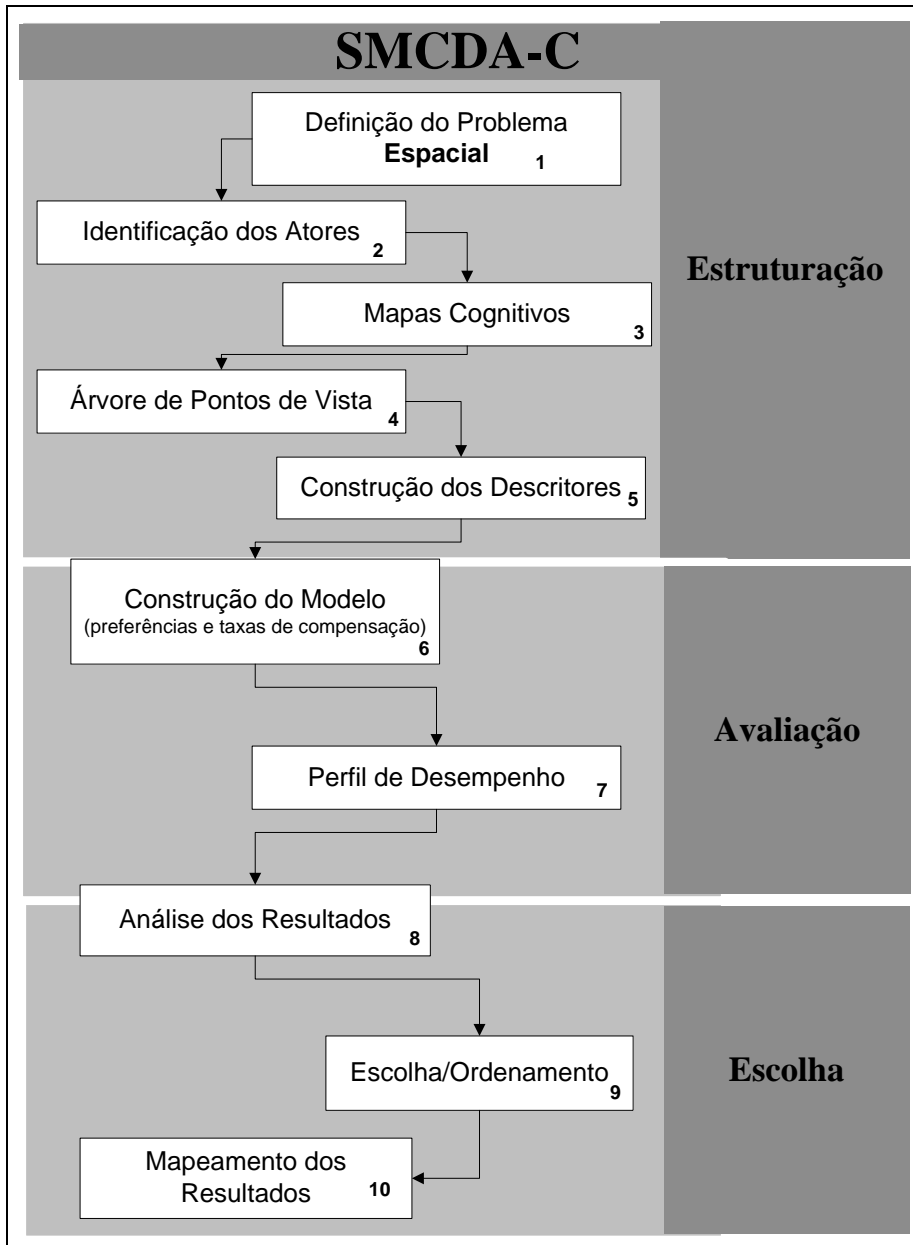 SMCDA-C
Definição do Problema
Espacial 1
Identificação dos Atores 2
Estruturação
Mapas Cognitivos 3
Árvore de Pontos de Vista 4
Construção dos Descritores 5
Construção do Modelo
(preferências e taxas de compensação)
6
Avaliação
Perfil de Desempenho 7
Análise dos Resultados 8
Escolha/Ordenamento 9
Escolha
Mapeamento dos
Resultados 10